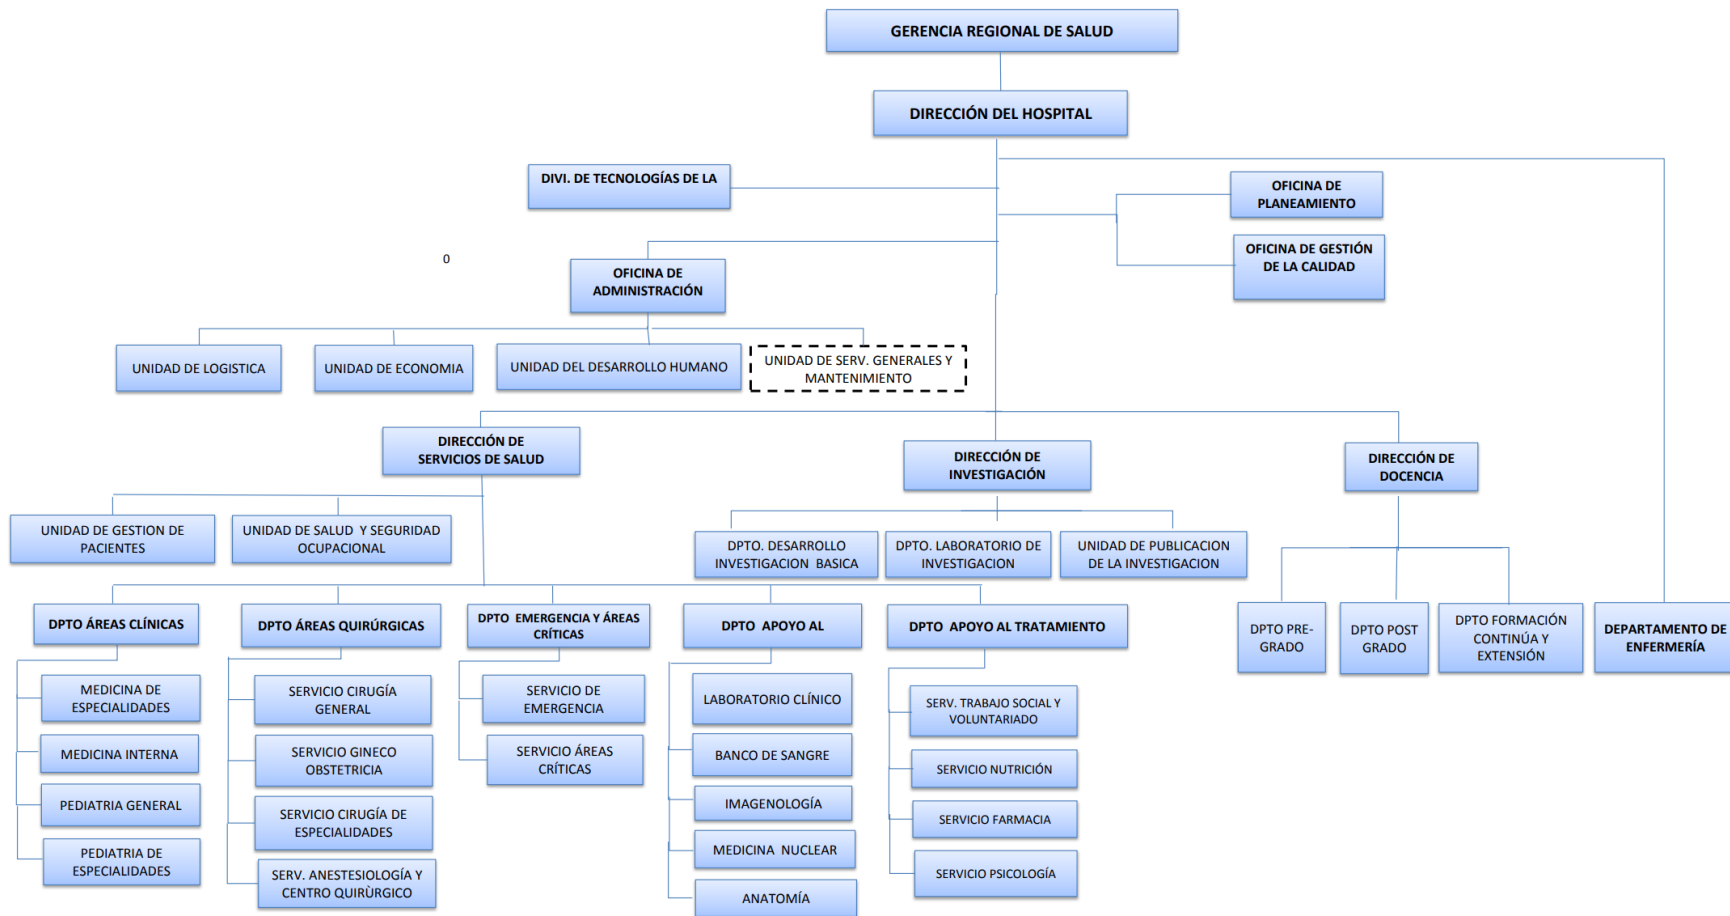 GERENCIA REGIONAL DE SALUD
DIRECCIÓN DEL HOSPITAL
DIVI. DE TECNOLOGÍAS DE LA
OFICINA DE
PLANEAMIENTO
OFICINA DE GESTIÓN
DE LA CALIDAD
0
OFICINA DE
ADMINISTRACIÓN
UNIDAD DE LOGISTICA
UNIDAD DE ECONOMIA
UNIDAD DEL DESARROLLO HUMANO
UNIDAD DE SERV. GENERALES Y
MANTENIMIENTO
DIRECCIÓN DE
SERVICIOS DE SALUD
DIRECCIÓN DE
INVESTIGACIÓN
DIRECCIÓN DE
DOCENCIA
UNIDAD DE GESTION DE
PACIENTES
UNIDAD DE SALUD Y SEGURIDAD
OCUPACIONAL
DPTO. DESARROLLO
INVESTIGACION BASICA
DPTO. LABORATORIO DE
INVESTIGACION
UNIDAD DE PUBLICACION
DE LA INVESTIGACION
DPTO ÁREAS CLÍNICAS
DPTO ÁREAS QUIRÚRGICAS
DPTO EMERGENCIA Y ÁREAS
CRÍTICAS
DPTO APOYO AL
DPTO APOYO AL TRATAMIENTO
DPTO PRE-
GRADO
DPTO POST
GRADO
DPTO FORMACIÓN
CONTINÚA Y
EXTENSIÓN
DEPARTAMENTO DE
ENFERMERÍA
MEDICINA DE
ESPECIALIDADES
MEDICINA INTERNA
PEDIATRIA GENERAL
PEDIATRIA DE
ESPECIALIDADES
SERVICIO CIRUGÍA
GENERAL
SERVICIO GINECO
OBSTETRICIA
SERVICIO CIRUGÍA DE
ESPECIALIDADES
SERV. ANESTESIOLOGÍA Y
CENTRO QUIRÙRGICO
SERVICIO DE
EMERGENCIA
SERVICIO ÁREAS
CRÍTICAS
LABORATORIO CLÍNICO
BANCO DE SANGRE
IMAGENOLOGÍA
MEDICINA NUCLEAR
ANATOMÍA
SERV. TRABAJO SOCIAL Y
VOLUNTARIADO
SERVICIO NUTRICIÓN
SERVICIO FARMACIA
SERVICIO PSICOLOGÍA